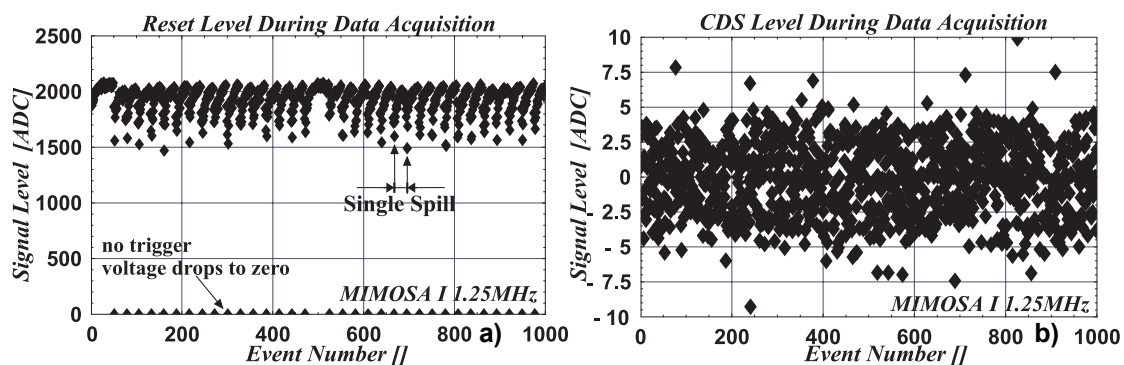 Reset Level During Data Acquisition
2500
2000
1500
1000
500
0
Signal Level [ADC]
Single Spill
no trigger
voltage drops to zero
MIMOSA I 1.25MHz
0 200 400 600 800 1000
a)
Event Number []
CDS Level During Data Acquisition
10
7.5
5
2.5
0
- 2.5
- 5
- 7.5
- 10
Signal Level [ADC]
MIMOSA I 1.25MHz
0 200 400 600 800 1000
b)
Event Number []